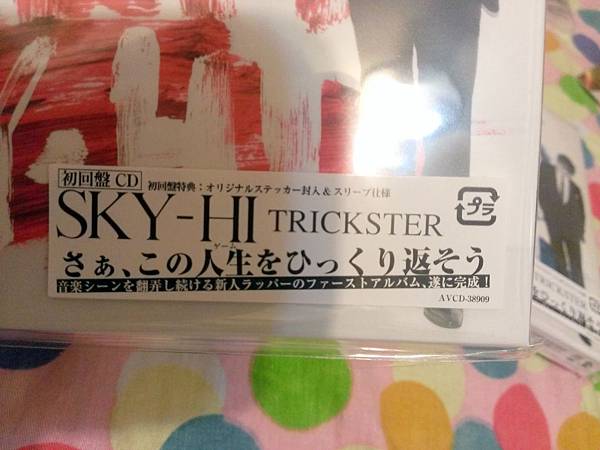 初回盤 CD 初回盤特典:オリジナルステッカー封入&スリーブ仕様
SKY-HI TRICKSTER
プラ
ゲーム
さぁ、この人生をひっくり返そう
音楽シーンを翻弄し続ける新人ラッパーのファーストアルバム、遂に完成!
AVCD-38909
TRICKSTER